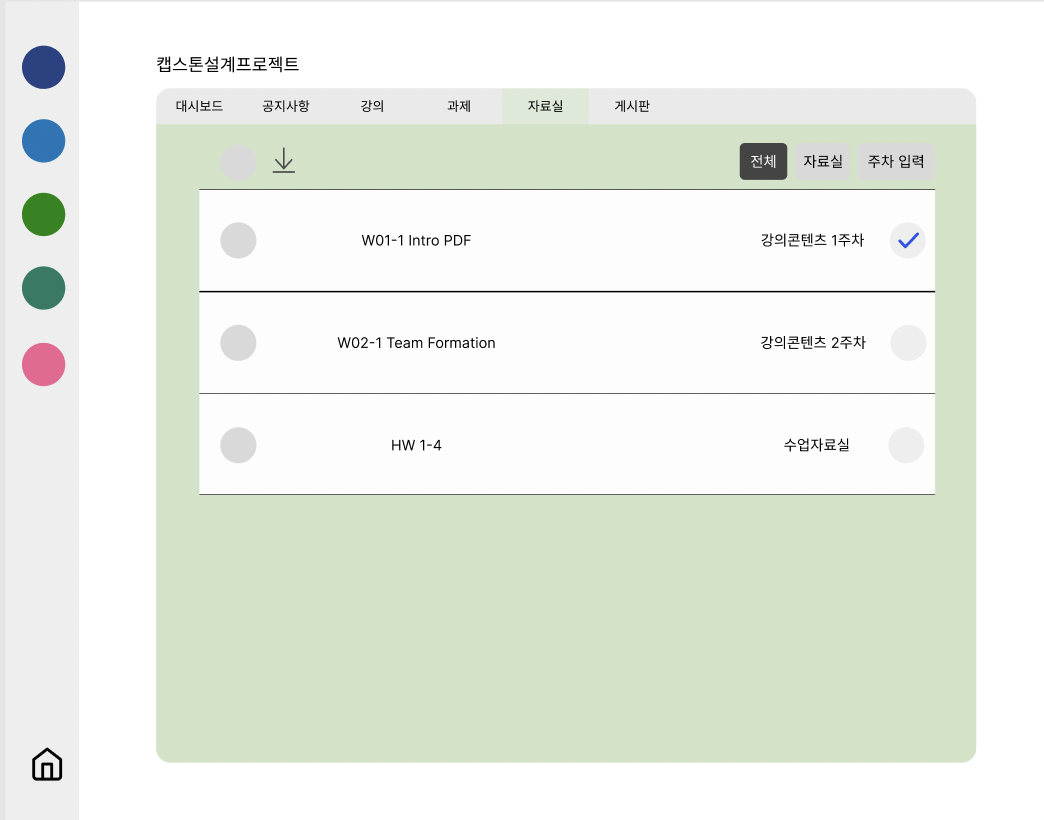 캡스톤설계프로젝트
대시보드 공지사항 강의 과제 자료실 게시판
전체 자료실 주차 입력
W01-1 Intro PDF 강의콘텐츠 1주차
W02-1 Team Formation 강의콘텐츠 2주차
HW 1-4 수업자료실